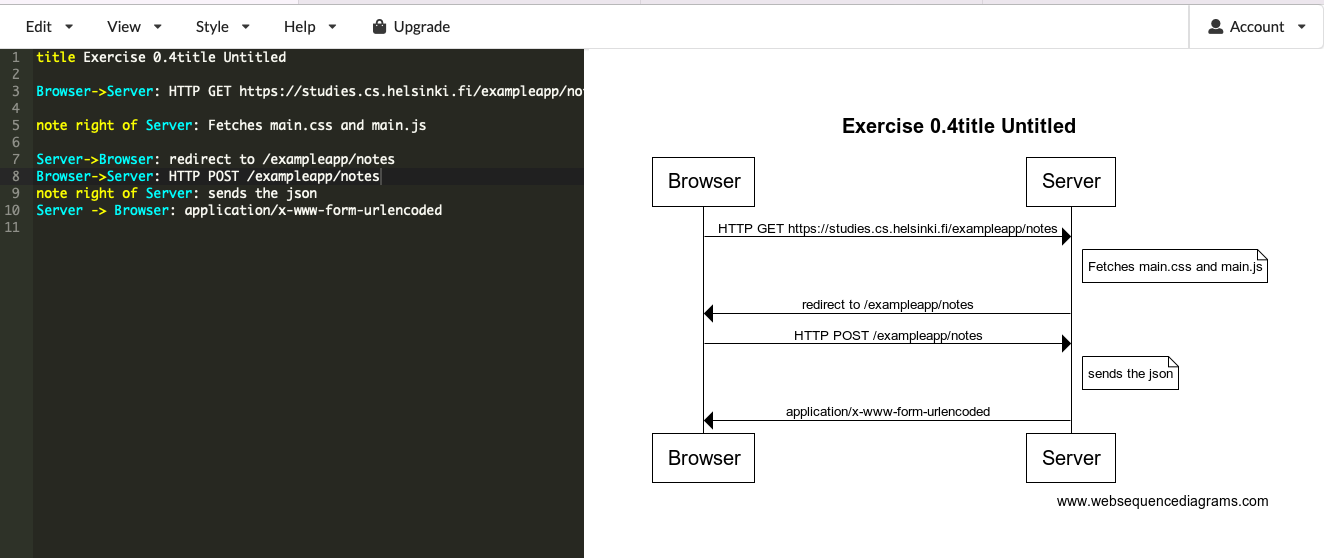 Edit View Style Help Upgrade Account
1 title Exercise 0.4title Untitled
2
3 Browser->Server: HTTP GET https://studies.cs.helsinki.fi/exampleapp/no
4
5 note right of Server: Fetches main.css and main.js
6
7 Server->Browser: redirect to /exampleapp/notes
8 Browser->Server: HTTP POST /exampleapp/notes
9 note right of Server: sends the json
10 Server -> Browser: application/x-www-form-urlencoded
11
Exercise 0.4title Untitled
Browser Server
HTTP GET https://studies.cs.helsinki.fi/exampleapp/notes
Fetches main.css and main.js
redirect to /exampleapp/notes
HTTP POST /exampleapp/notes
sends the json
application/x-www-form-urlencoded
Browser Server
www.websequencediagrams.com